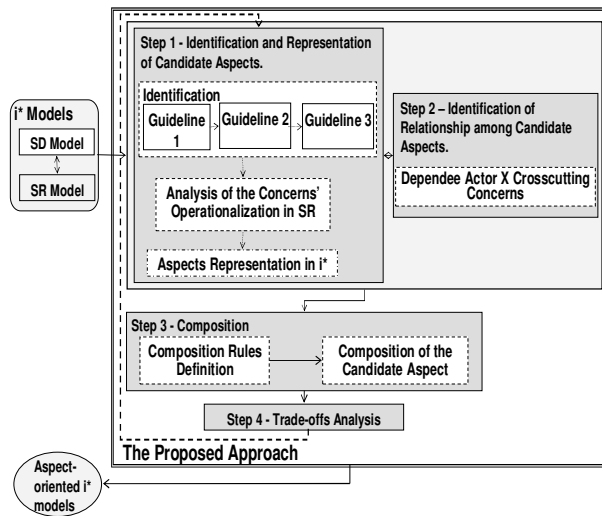 Step 1 - Identification and Representation
of Candidate Aspects.
Identification
Guideline
1
Guideline 2
Guideline 3
Analysis of the Concerns'
Operationalization in SR
Aspects Representation in i*
i* Models
SD Model
SR Model
Step 2 – Identification of
Relationship among Candidate
Aspects.
Dependee Actor X Crosscutting
Concerns
Step 3 - Composition
Composition Rules
Definition
Composition of the
Candidate Aspect
Step 4 - Trade-offs Analysis
The Proposed Approach
Aspect-
oriented i*
models